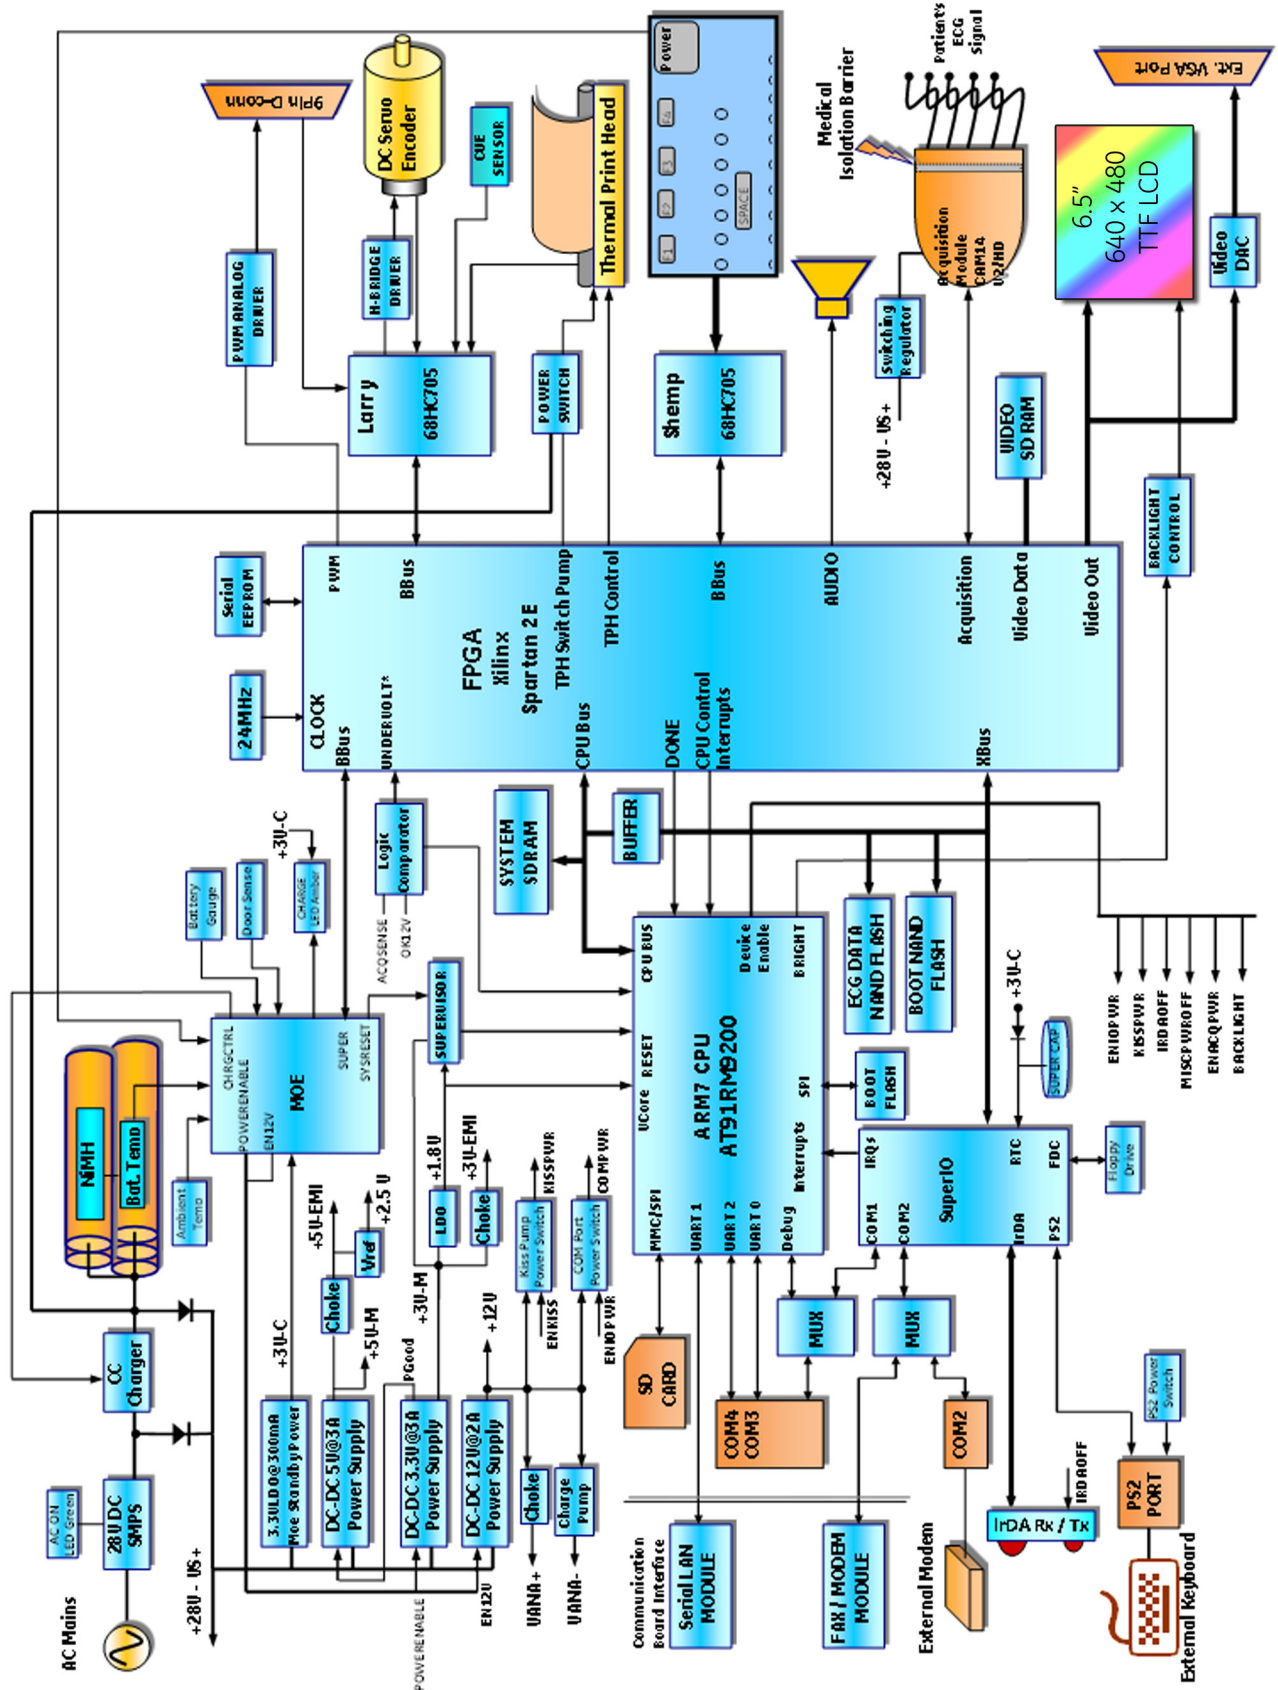 AC Mains
AC ON
LED Green
28V DC
SMPS
+28V - VS+
CC
Charger
NiMH
Bat. Temp
Ambient
Temp
CHRGCTRL
POWERENABLE
EN12V
MOE
SUPER
SYSRESET
Battery
Gauge
Door Sense
CHARGE
LED Amber
+3V-C
3.3VLDO@300mA
Moe Standby Power
+3V-C
DC-DC 5V@3A
Power Supply
Choke
+5V-EMI
+5V-M
Vref
+2.5 V
PGood
DC-DC 3.3V@3A
Power Supply
+3V-M
LDO
+1.8V
Choke
+3V-EMI
POWERENABLE
DC-DC 12V@2A
Power Supply
EN12V
+12V
Choke
VANA+
Charge
Pump
VANA-
Kiss Pump
Power Switch
ENKISS
KISSPWR
COM Port
Power Switch
ENIOPWR
COMPWR
SUPERVISOR
ACQSENSE
OK12V
Logic
Comparator
24MHz
Serial
EEPROM
CLOCK
BBus
UNDERVOLT*
CPU Bus
DONE
CPU Control
Interrupts
XBus
FPGA
Xilinx
Spartan 2E
PWM
BBus
TPH Switch Pump
TPH Control
BBus
AUDIO
Acquisition
Video Data
Video Out
PWM ANALOG
DRIVER
9Pin D-conn
Larry
68HC705
H-BRIDGE
DRIVER
DC Servo
Encoder
CUE
SENSOR
POWER
SWITCH
Thermal Print Head
Shemp
68HC705
Power
F1
F2
F3
F4
SPACE
+28V - VS+
Switching
Regulator
Medical
Isolation Barrier
Acquisition
Module
CAM14
V2/HD
Patient's
ECG
Signal
VIDEO
SD RAM
6.5"
640 x 480
TTF LCD
Video
DAC
Ext. VGA Port
BACKLIGHT
CONTROL
SYSTEM
SDRAM
BUFFER
VCore
RESET
CPU BUS
ARM7 CPU
AT91RM9200
MMC/SPI
UART 1
UART 2
UART 0
Debug
Interrupts
SPI
Device
Enable
BRIGHT
ECG DATA
NAND FLASH
BOOT NAND
FLASH
BOOT
FLASH
SD
CARD
COM4
COM3
MUX
MUX
COM2
COM1
COM2
IrDA
PS2
IRQs
RTC
FDC
SuperIO
+3V-C
SUPER CAP
Floppy
Drive
ENIOPWR
KISSPWR
IRDAOFF
MISCPWROFF
ENACQPWR
BACKLIGHT
Communication
Board Interface
Serial LAN
MODULE
FAX / MODEM
MODULE
External Modem
IrDA Rx / Tx
IRDAOFF
PS2
PORT
PS2 Power
Switch
External Keyboard